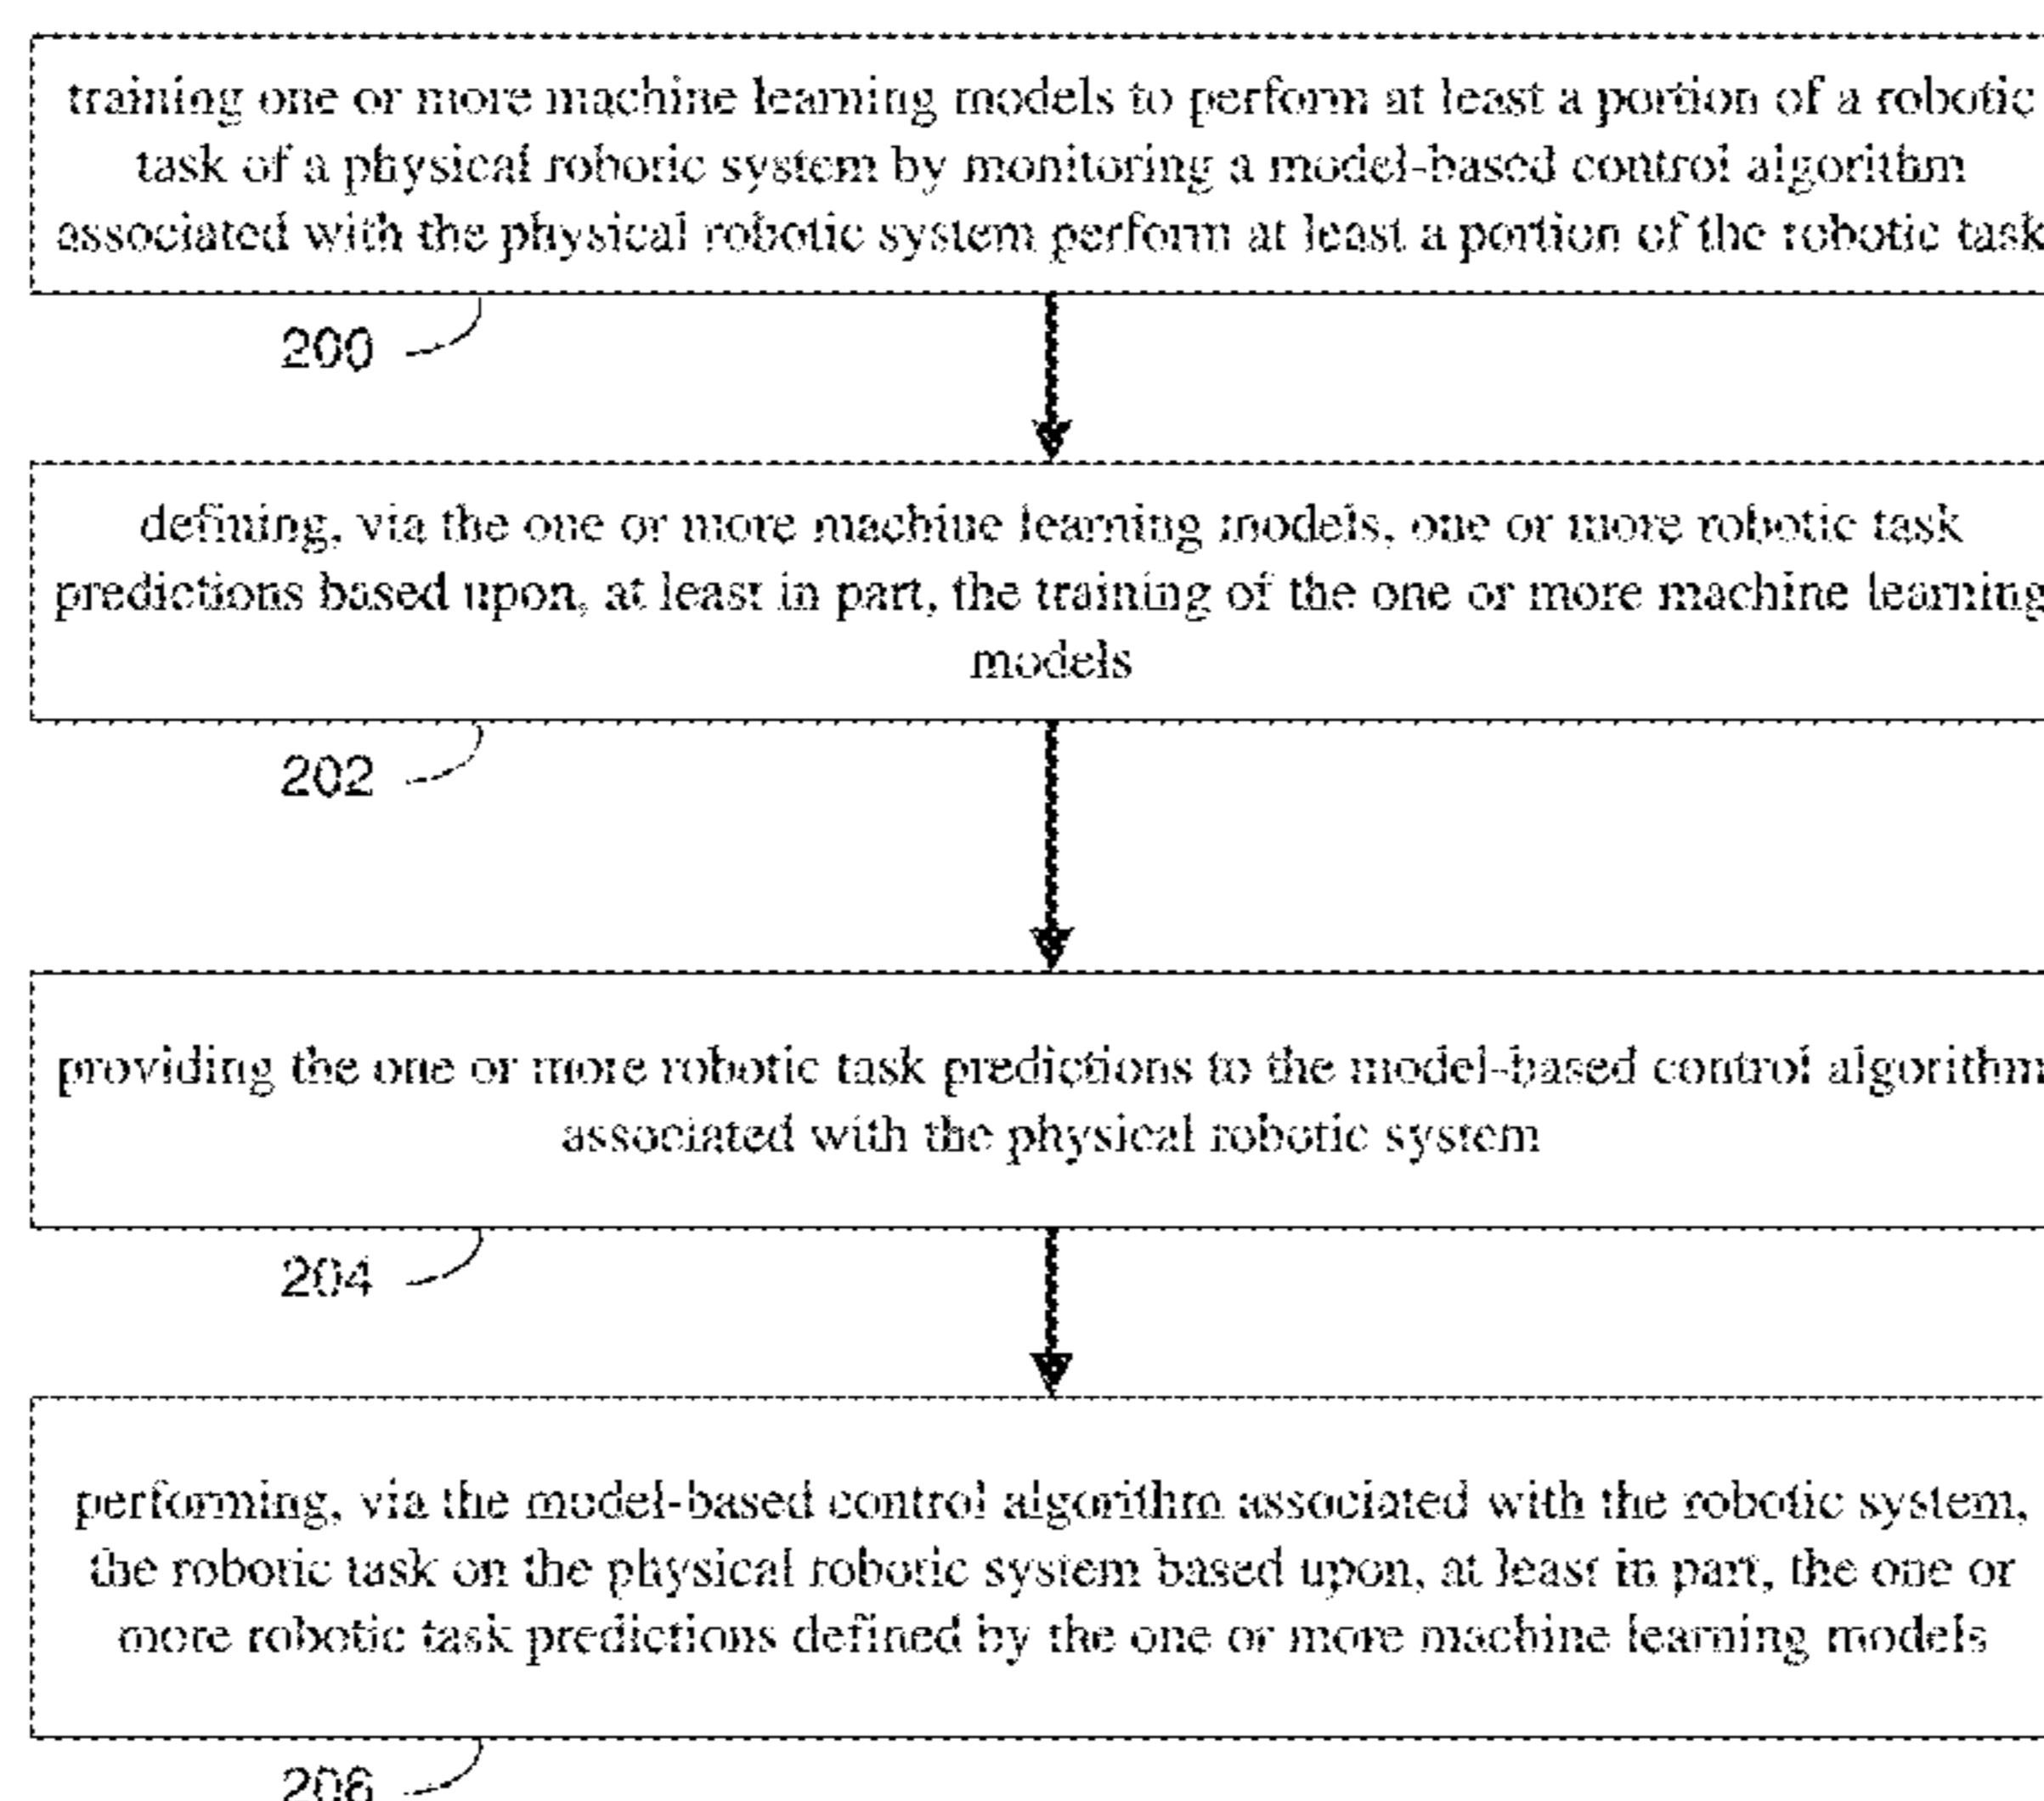 training one or more machine learning models to perform at least a portion of a robotic
task of a physical robotic system by monitoring a model-based control algorithm
associated with the physical robotic system perform at least a portion of the robotic task
200
defining, via the one or more machine learning models, one or more robotic task
predictions based upon, at least in part, the training of the one or more machine learning
models
202
providing the one or more robotic task predictions to the model-based control algorithm
associated with the physical robotic system
204
performing, via the model-based control algorithm associated with the robotic system,
the robotic task on the physical robotic system based upon, at least in part, the one or
more robotic task predictions defined by the one or more machine learning models
206